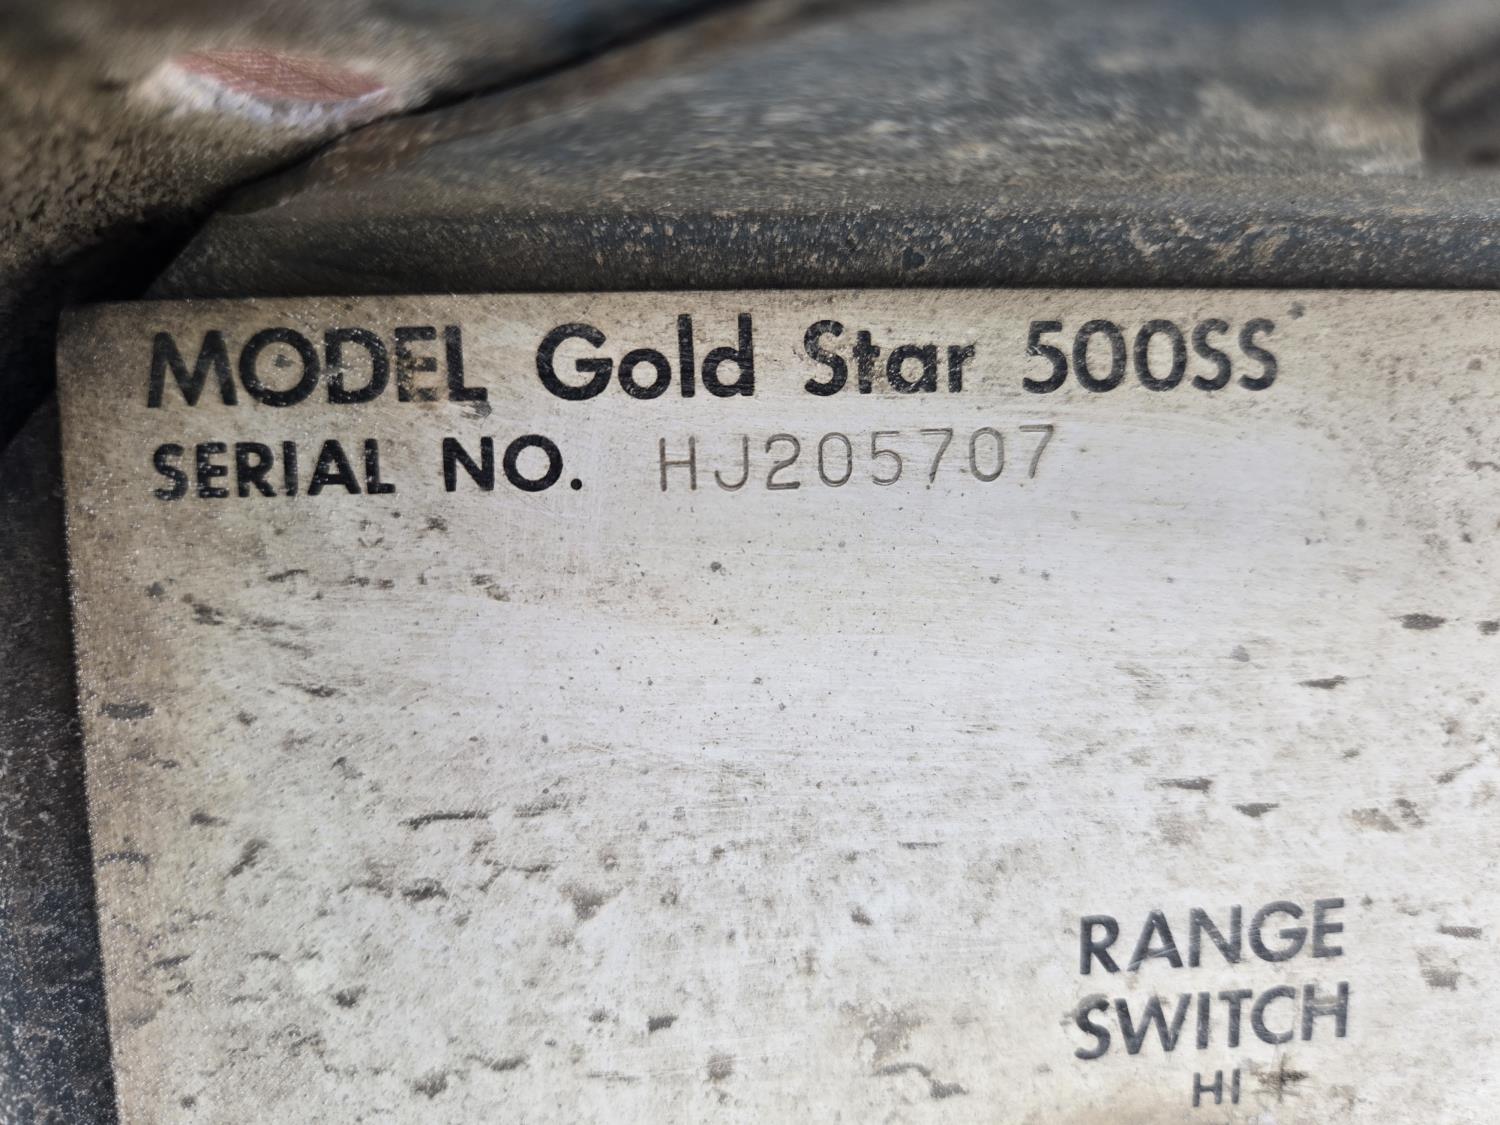 MODEL Gold Star 500SS
SERIAL NO. HJ205707
RANGE
SWITCH
HI